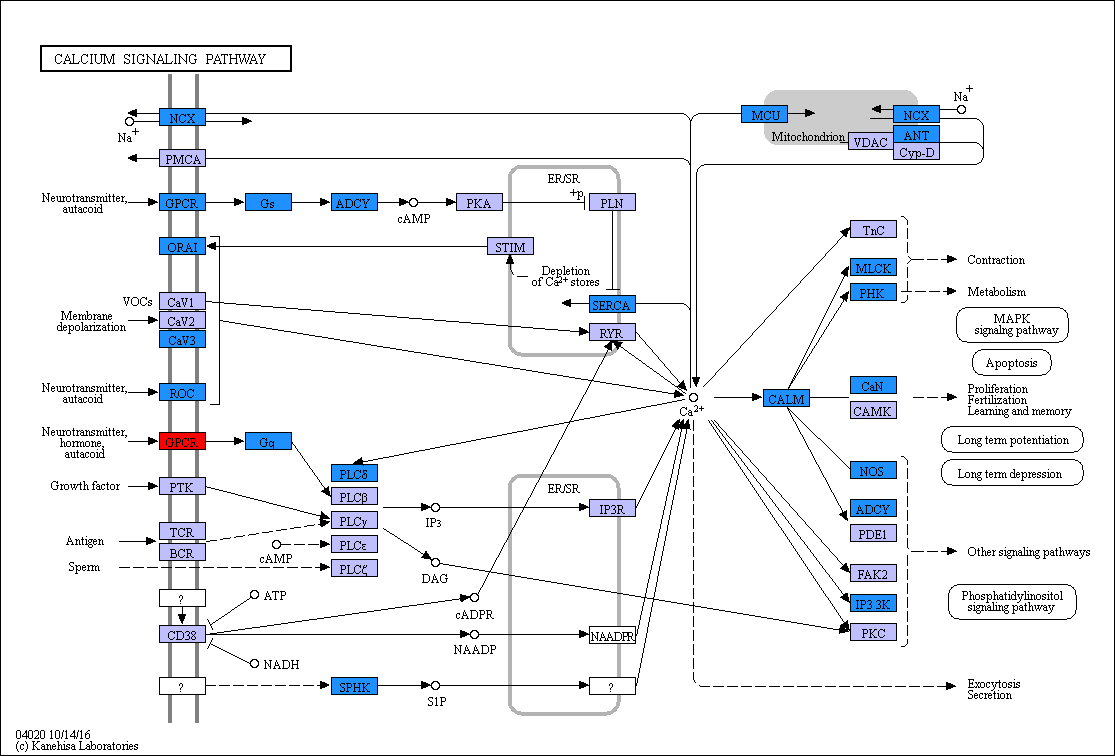 CALCIUM SIGNALING PATHWAY
NCX
Na+
PMCA
MCU
NCX
Na+
Mitochondrion
VDAC
ANT
Cyp-D
Neurotransmitter,
autacoid
GPCR
Gs
ADCY
cAMP
PKA
ER/SR
+p
PLN
ORAI
STIM
Depletion
of Ca2+ stores
VOCs
CaV1
Membrane
depolarization
CaV2
CaV3
SERCA
RYR
Neurotransmitter,
autacoid
ROC
Ca2+
CALM
TnC
MLCK
PHK
Contraction
Metabolism
MAPK
signaling pathway
Apoptosis
CaN
CAMK
Proliferation
Fertilization
Learning and memory
Long term potentiation
Long term depression
Neurotransmitter,
hormone,
autacoid
GPCR
Gq
PLCδ
PLCβ
PLCγ
PLCε
PLCζ
Growth factor
PTK
Antigen
TCR
BCR
Sperm
cAMP
IP3
DAG
ER/SR
IP3R
NOS
ADCY
PDE1
FAK2
IP3 3K
PKC
Other signaling pathways
Phosphatidylinositol
signaling pathway
?
ATP
CD38
NADH
cADPR
NAADP
NAADPR
?
SPHK
S1P
?
Exocytosis
Secretion
04020 10/14/16
(c) Kanehisa Laboratories